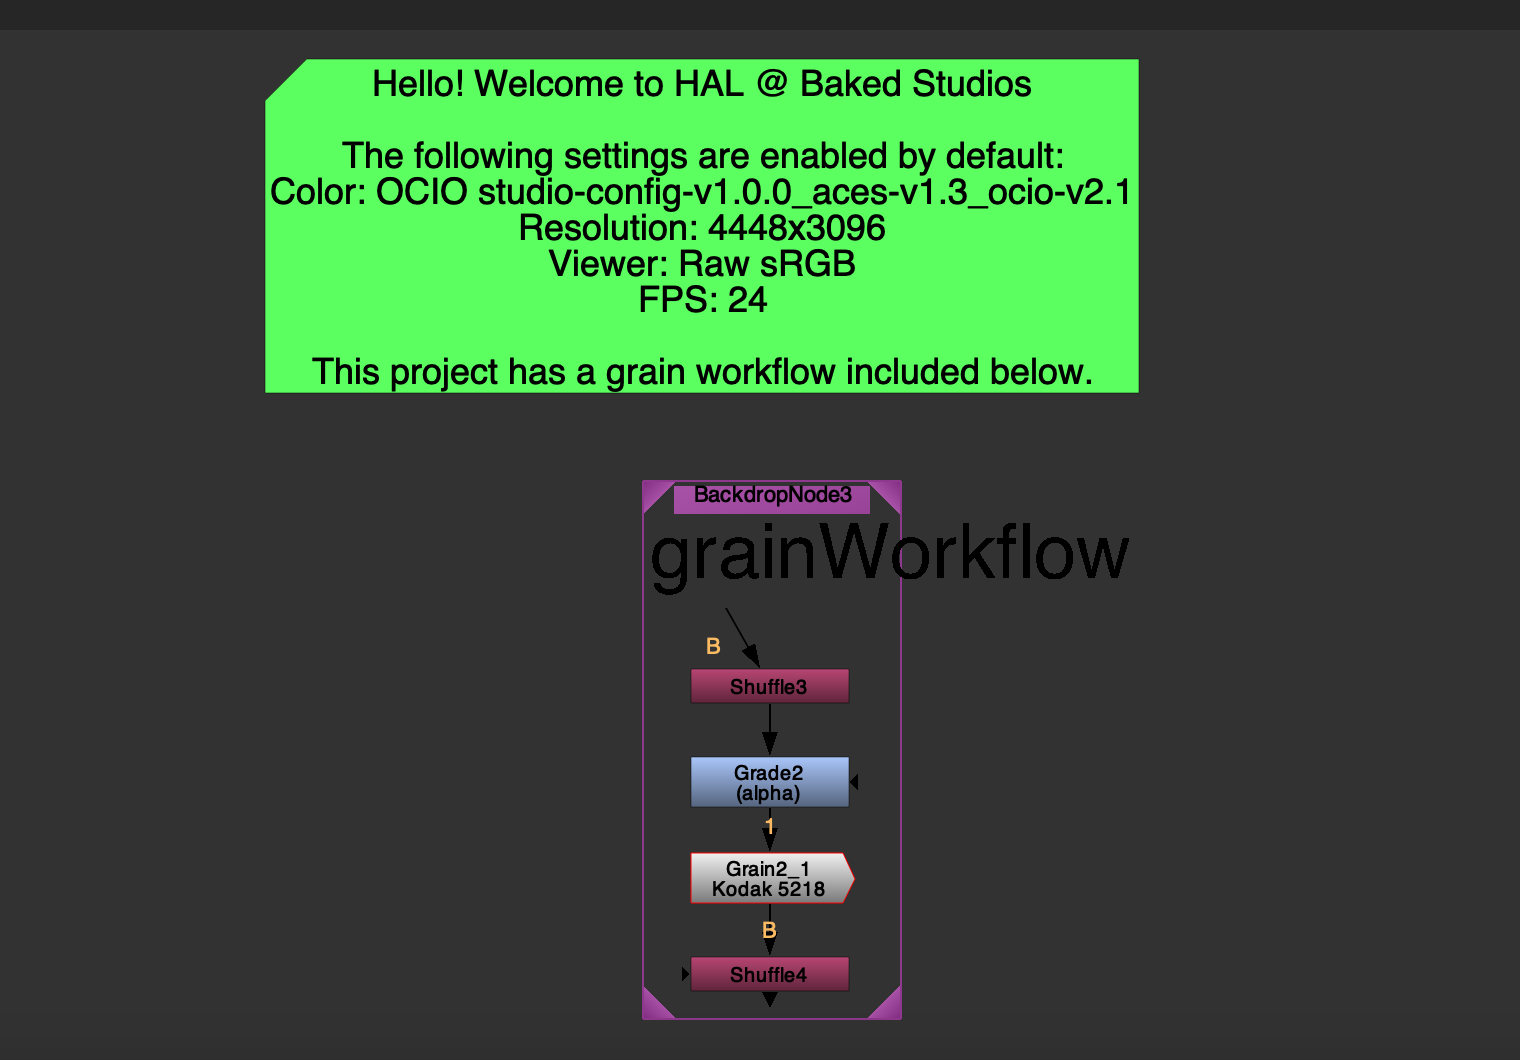 Hello! Welcome to HAL @ Baked Studios
The following settings are enabled by default:
Color: OCIO studio-config-v1.0.0_aces-v1.3_ocio-v2.1
Resolution: 4448x3096
Viewer: Raw sRGB
FPS: 24
This project has a grain workflow included below.
BackdropNode3
grainWorkflow
B
Shuffle3
Grade2
(alpha)
1
Grain2_1
Kodak 5218
B
Shuffle4